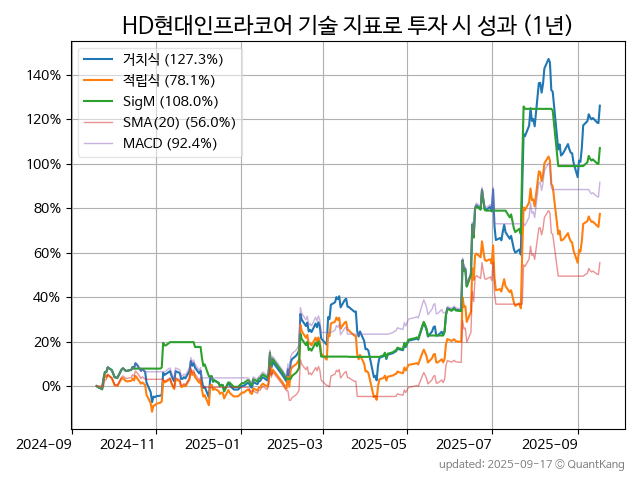 HD현대인프라코어 기술 지표로 투자 시 성과 (1년)
거치식 (127.3%)
적립식 (78.1%)
SigM (108.0%)
SMA(20) (56.0%)
MACD (92.4%)
140%
120%
100%
80%
60%
40%
20%
0%
2024-09 2024-11 2025-01 2025-03 2025-05 2025-07 2025-09
updated: 2025-09-17 © QuantKang